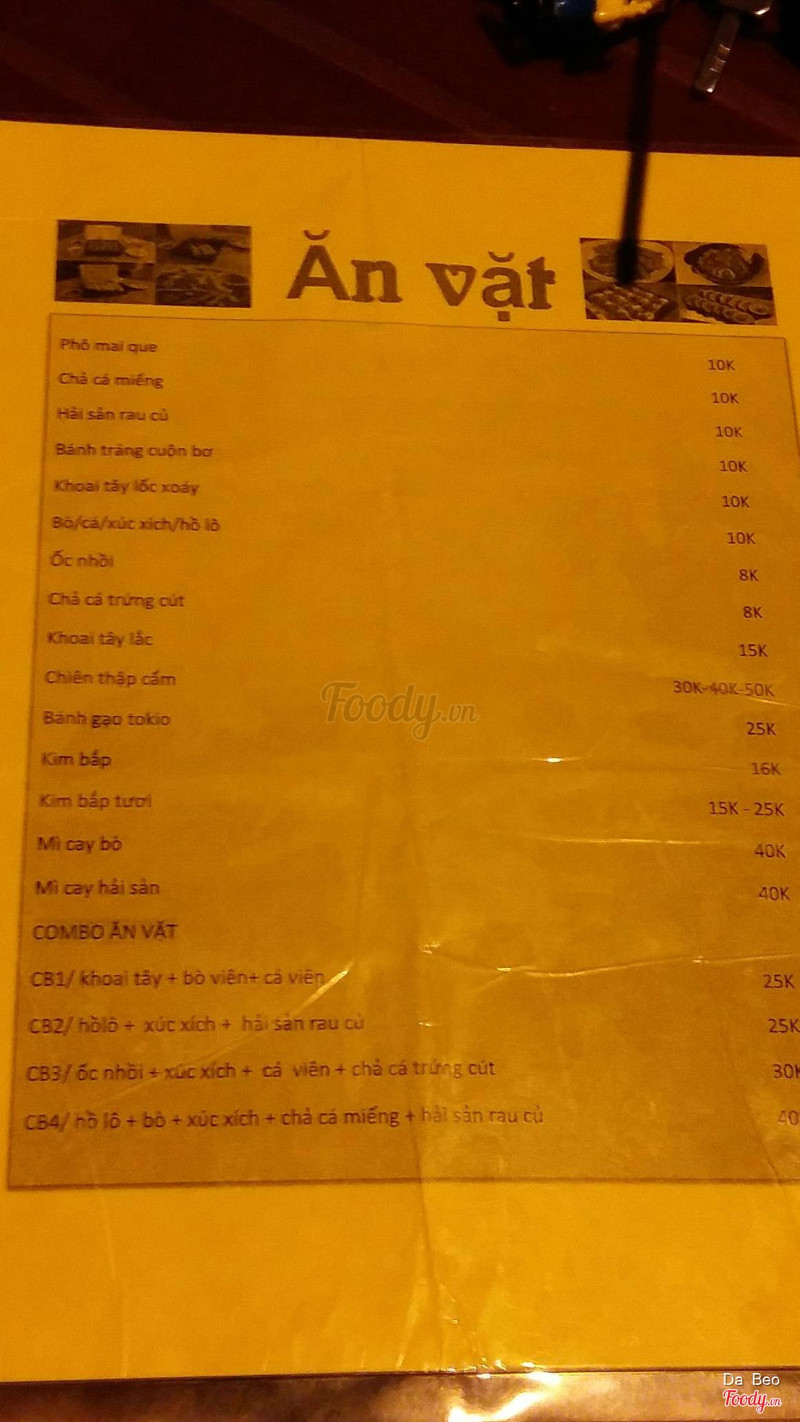 Ăn vặt
Phô mai que 10K
Chả cá miếng 10K
Hải sản rau củ 10K
Bánh tráng cuộn bơ 10K
Khoai tây lốc xoáy 10K
Bò/cá/xúc xích/hồ lô 10K
Ốc nhồi 8K
Chả cá trứng cút 8K
Khoai tây lắc 15K
Chiên thập cẩm 30K-40K-50K
Bánh gạo tokio 25K
Kim bắp 16K
Kim bắp tươi 15K - 25K
Mì cay bò 40K
Mì cay hải sản 40K
COMBO ĂN VẶT
CB1/ khoai tây + bò viên+ cá viên 25K
CB2/ hồlô + xúc xích + hải sản rau củ 25K
CB3/ ốc nhồi + xúc xích + cá viên + chả cá trứng cút 30K
CB4/ hồ lô + bò + xúc xích + chả cá miếng + hải sản rau củ 40
Foody.vn
Da Beo
Foody.vn